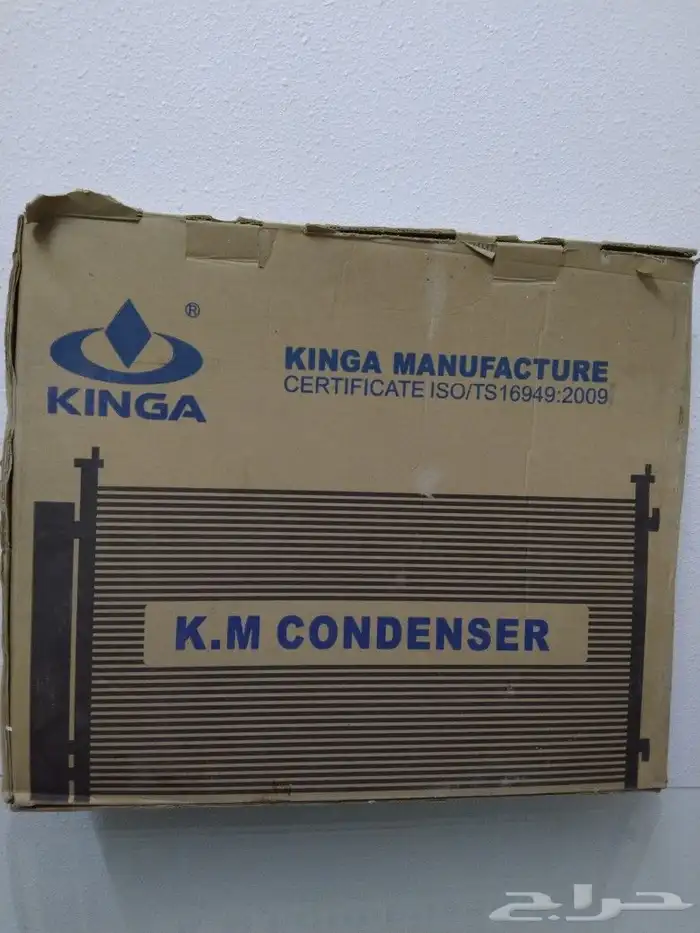 ®
KINGA
KINGA MANUFACTURE
CERTIFICATE ISO/TS16949:2009
K.M CONDENSER
حراج